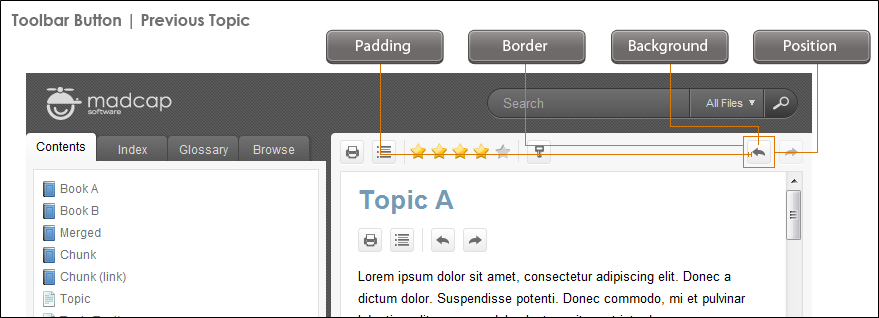 Toolbar Button | Previous Topic
Padding Border Background Position
madcap
software
Search All Files
Contents Index Glossary Browse
Book A
Book B
Merged
Chunk
Chunk (link)
Topic
Topic A
Lorem ipsum dolor sit amet, consectetur adipiscing elit. Donec a
dictum dolor. Suspendisse potenti. Donec commodo, mi et pulvinar